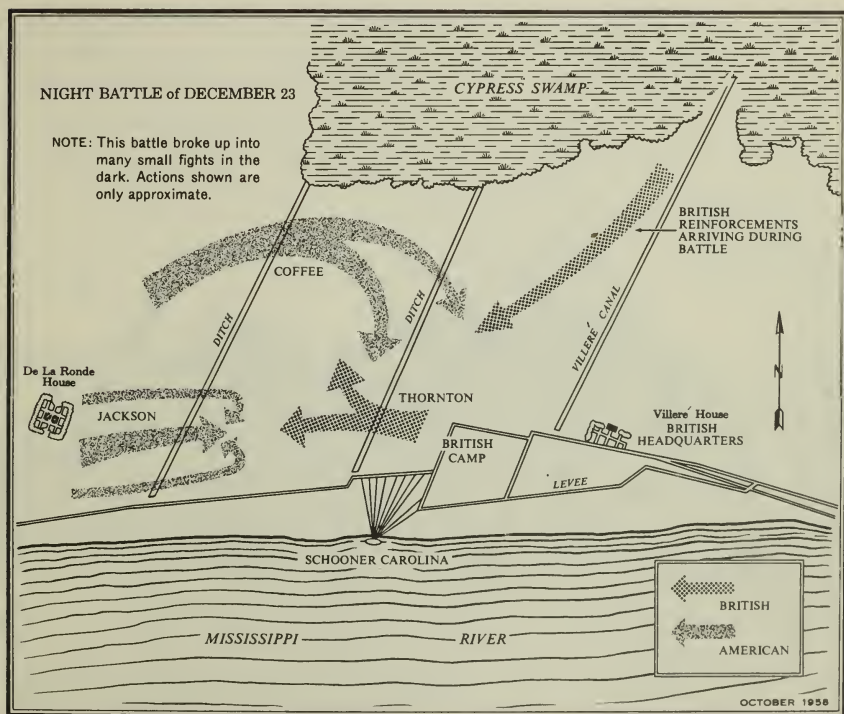 NIGHT BATTLE of DECEMBER 23
NOTE: This battle broke up into
many small fights in the
dark. Actions shown are
only approximate.
CYPRESS SWAMP
BRITISH
REINFORCEMENTS
ARRIVING DURING
BATTLE
COFFEE
DITCH
DITCH
VILLERÉ CANAL
N
De La Ronde
House
JACKSON
THORNTON
Villeré House
BRITISH
HEADQUARTERS
BRITISH
CAMP
LEVEE
SCHOONER CAROLINA
BRITISH
AMERICAN
MISSISSIPPI RIVER
OCTOBER 1958